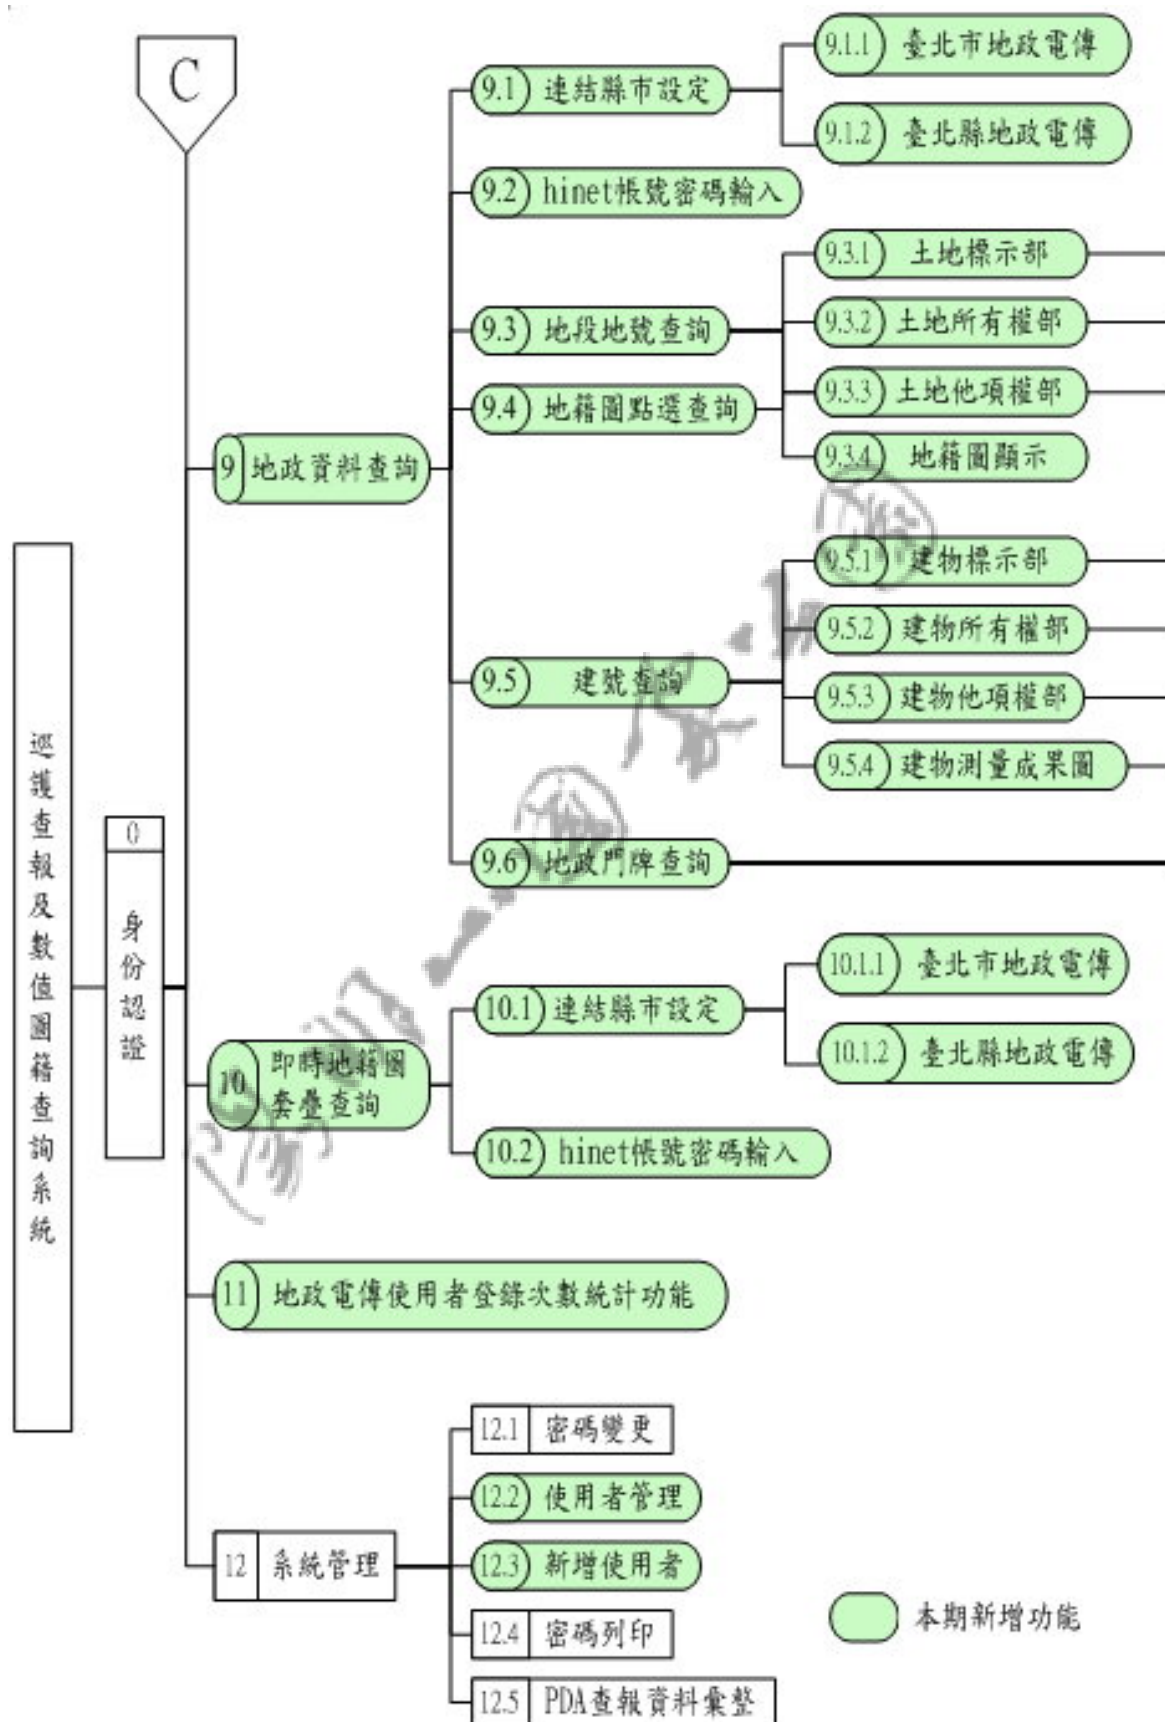 C
9.1 連結縣市設定
9.1.1 臺北市地政電傳
9.1.2 臺北縣地政電傳
9.2 hinet帳號密碼輸入
9.3 地段地號查詢
9.3.1 土地標示部
9.3.2 土地所有權部
9.3.3 土地他項權部
9.4 地籍圖點選查詢
9.3.4 地籍圖顯示
9 地政資料查詢
9.5 建號查詢
9.5.1 建物標示部
9.5.2 建物所有權部
9.5.3 建物他項權部
9.5.4 建物測量成果圖
9.6 地政門牌查詢
巡護查報及數值圖籍查詢系統
0
身份認證
10 即時地籍圖
套疊查詢
10.1 連結縣市設定
10.1.1 臺北市地政電傳
10.1.2 臺北縣地政電傳
10.2 hinet帳號密碼輸入
11 地政電傳使用者登錄次數統計功能
12 系統管理
12.1 密碼變更
12.2 使用者管理
12.3 新增使用者
12.4 密碼列印
12.5 PDA查報資料彙整
本期新增功能